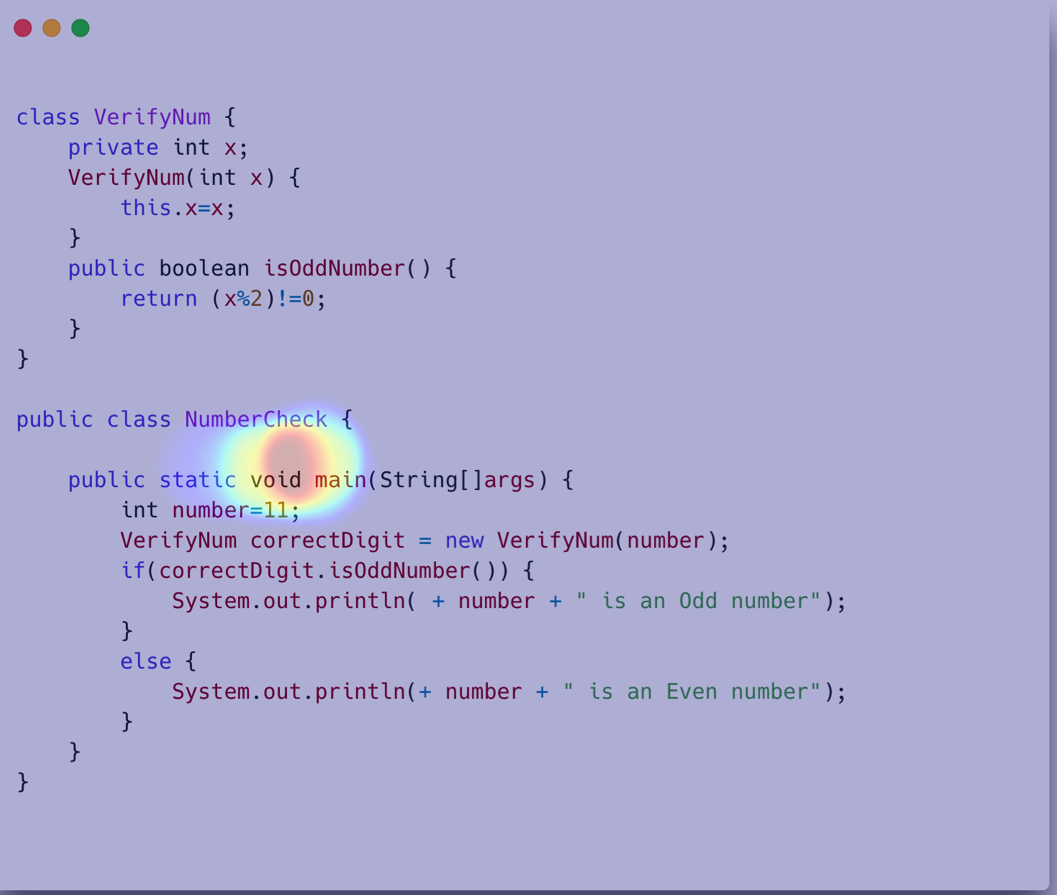 class VerifyNum {
    private int x;
    VerifyNum(int x) {
        this.x=x;
    }
    public boolean isOddNumber() {
        return (x%2)!=0;
    }
}

public class NumberCheck {

    public static void main(String[]args) {
        int number=11;
        VerifyNum correctDigit = new VerifyNum(number);
        if(correctDigit.isOddNumber()) {
            System.out.println( + number + " is an Odd number");
        }
        else {
            System.out.println(+ number + " is an Even number");
        }
    }
}